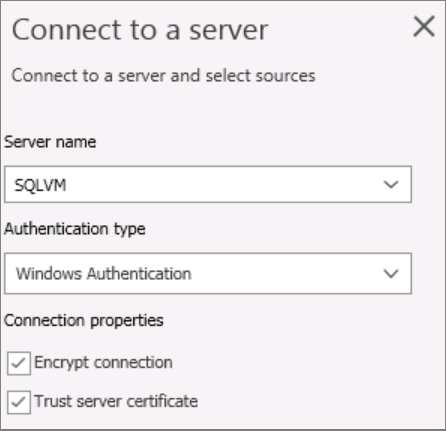 Connect to a server
Connect to a server and select sources
Server name
SQLVM
Authentication type
Windows Authentication
Connection properties
Encrypt connection
Trust server certificate